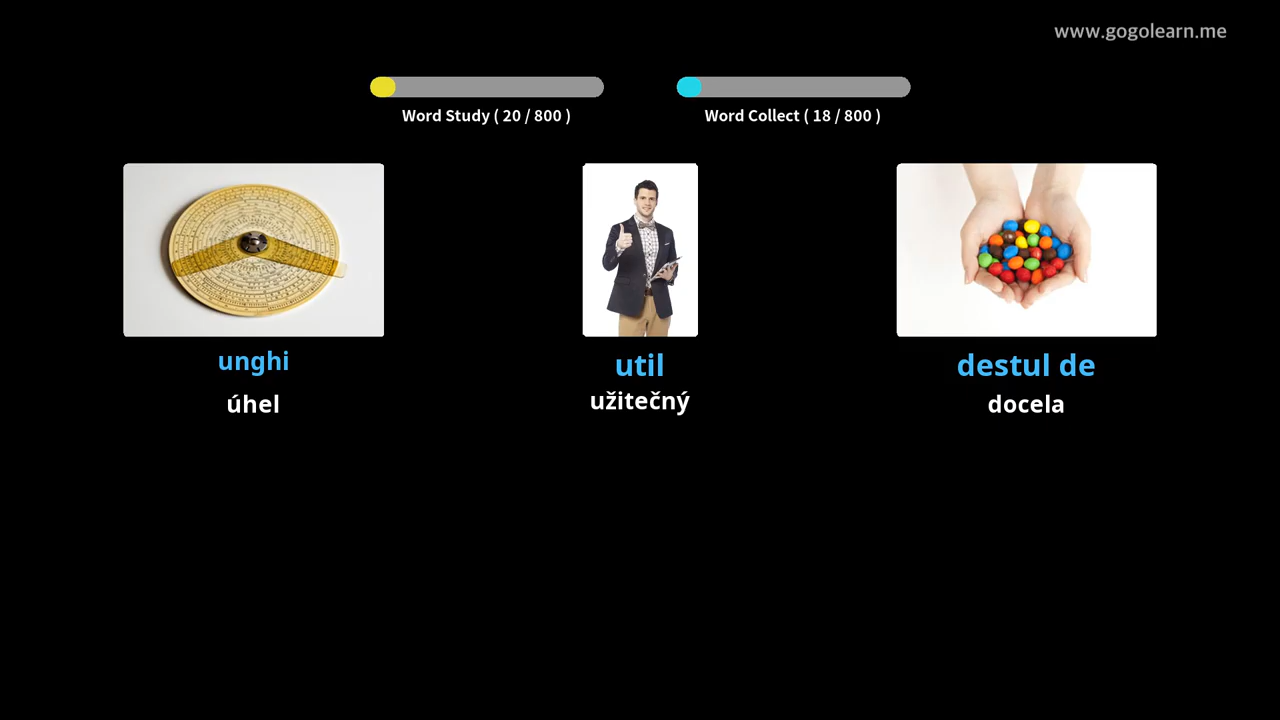 www.gogolearn.me
Word Study ( 20 / 800 )
Word Collect ( 18 / 800 )
unghi
úhel
util
užitečný
destul de
docela